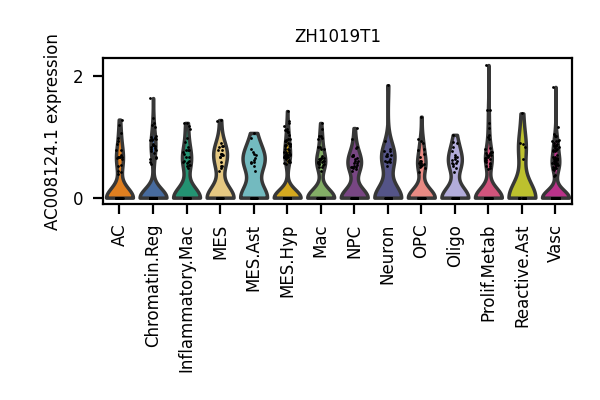 ZH1019T1
AC008124.1 expression
2
0
AC
Chromatin.Reg
Inflammatory.Mac
MES
MES.Ast
MES.Hyp
Mac
NPC
Neuron
OPC
Oligo
Prolif.Metab
Reactive.Ast
Vasc